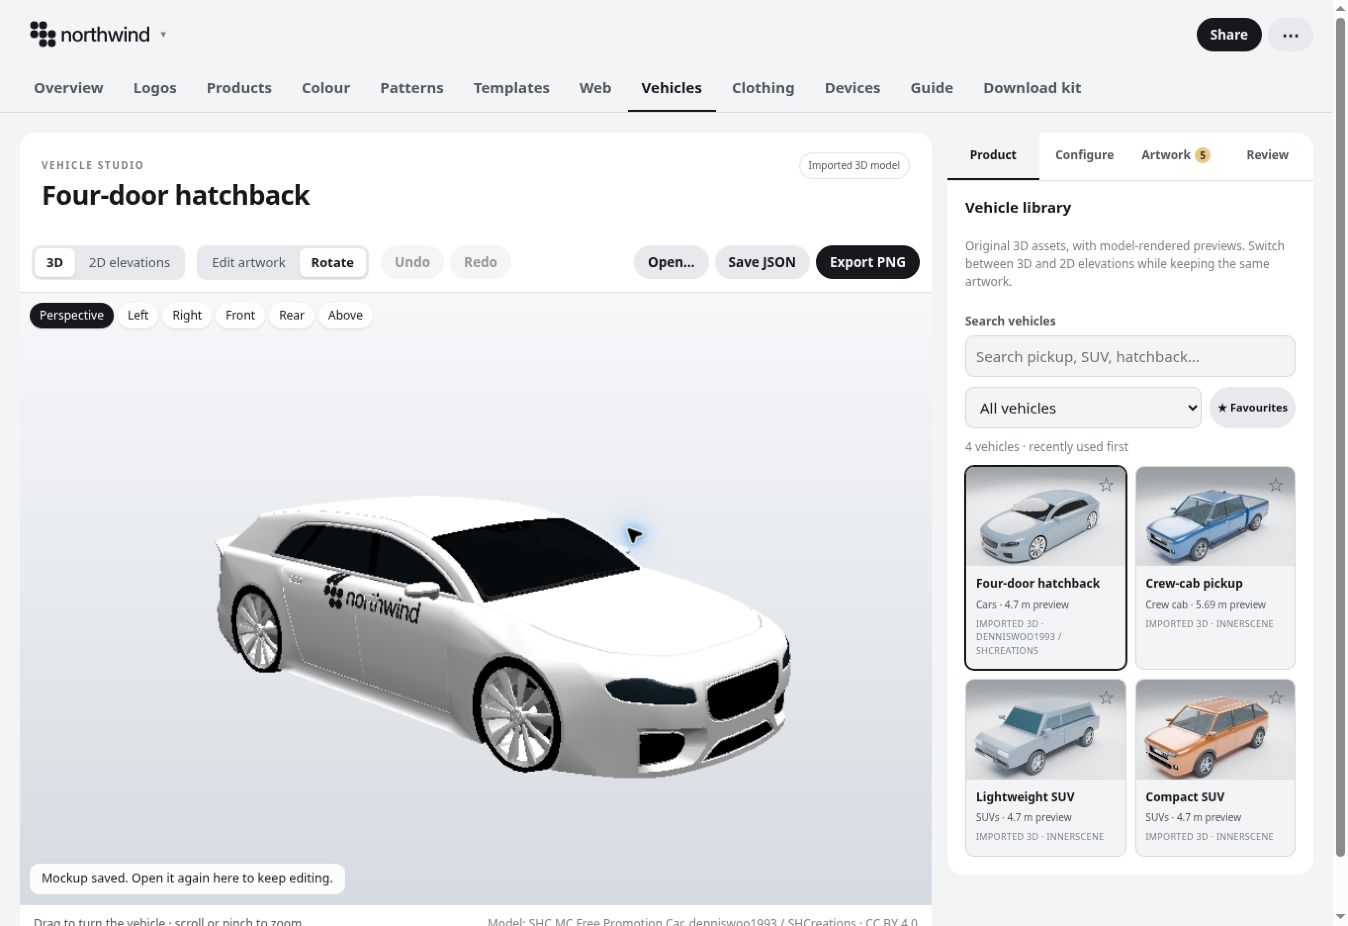 northwind
Share
Overview
Logos
Products
Colour
Patterns
Templates
Web
Vehicles
Clothing
Devices
Guide
Download kit
VEHICLE STUDIO
Four-door hatchback
Imported 3D model
3D
2D elevations
Edit artwork
Rotate
Undo
Redo
Open...
Save JSON
Export PNG
Perspective
Left
Right
Front
Rear
Above
northwind
Mockup saved. Open it again here to keep editing.
Drag to turn the vehicle · scroll or pinch to zoom
Model: SHC MC Free Promotion Car, denniswoo1993 / SHCreations · CC BY 4.0
Product
Configure
Artwork 5
Review
Vehicle library
Original 3D assets, with model-rendered previews. Switch
between 3D and 2D elevations while keeping the same
artwork.
Search vehicles
Search pickup, SUV, hatchback...
All vehicles
★ Favourites
4 vehicles · recently used first
Four-door hatchback
Cars · 4.7 m preview
IMPORTED 3D ·
DENNISWOO1993 /
SHCREATIONS
Crew-cab pickup
Crew cab · 5.69 m preview
IMPORTED 3D · INNERSCENE
Lightweight SUV
SUVs · 4.7 m preview
IMPORTED 3D · INNERSCENE
Compact SUV
SUVs · 4.7 m preview
IMPORTED 3D · INNERSCENE